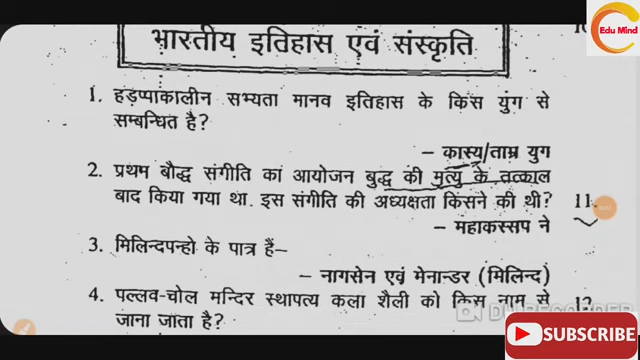 Edu Mind
भारतीय इतिहास एवं संस्कृति
1. हड़प्पाकालीन सभ्यता मानव इतिहास के किस युग से
सम्बन्धित है?
– कास्य/ताम्र युग
2. प्रथम बौद्ध संगीति कां आयोजन बुद्ध की मुत्यु के तत्काल
बाद किया गया था. इस संगीति की अध्यक्षता किसने की थी?
11.
– महाकस्सप ने
3. मिलिन्दपन्हो के पात्र हैं–
– नागसेन एवं मेनान्डर (मिलिन्द)
4. पल्लव-चोल मन्दिर स्थापत्य कला शैली को किस नाम से
12
जाना जाता है?
SUBSCRIBE